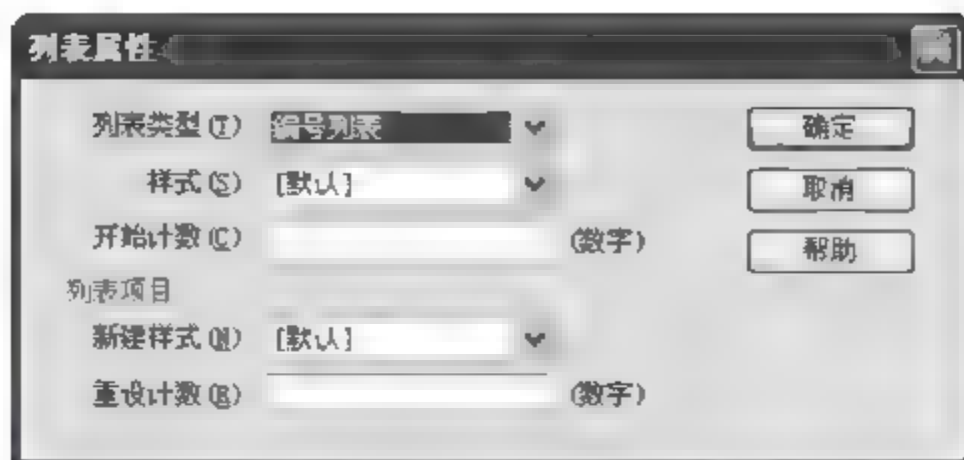 列表属性
列表类型(T) 编号列表 确定
样式(S) [默认] 取消
开始计数(C) (数字) 帮助
列表项目
新建样式(N) [默认]
重设计数(R) (数字)